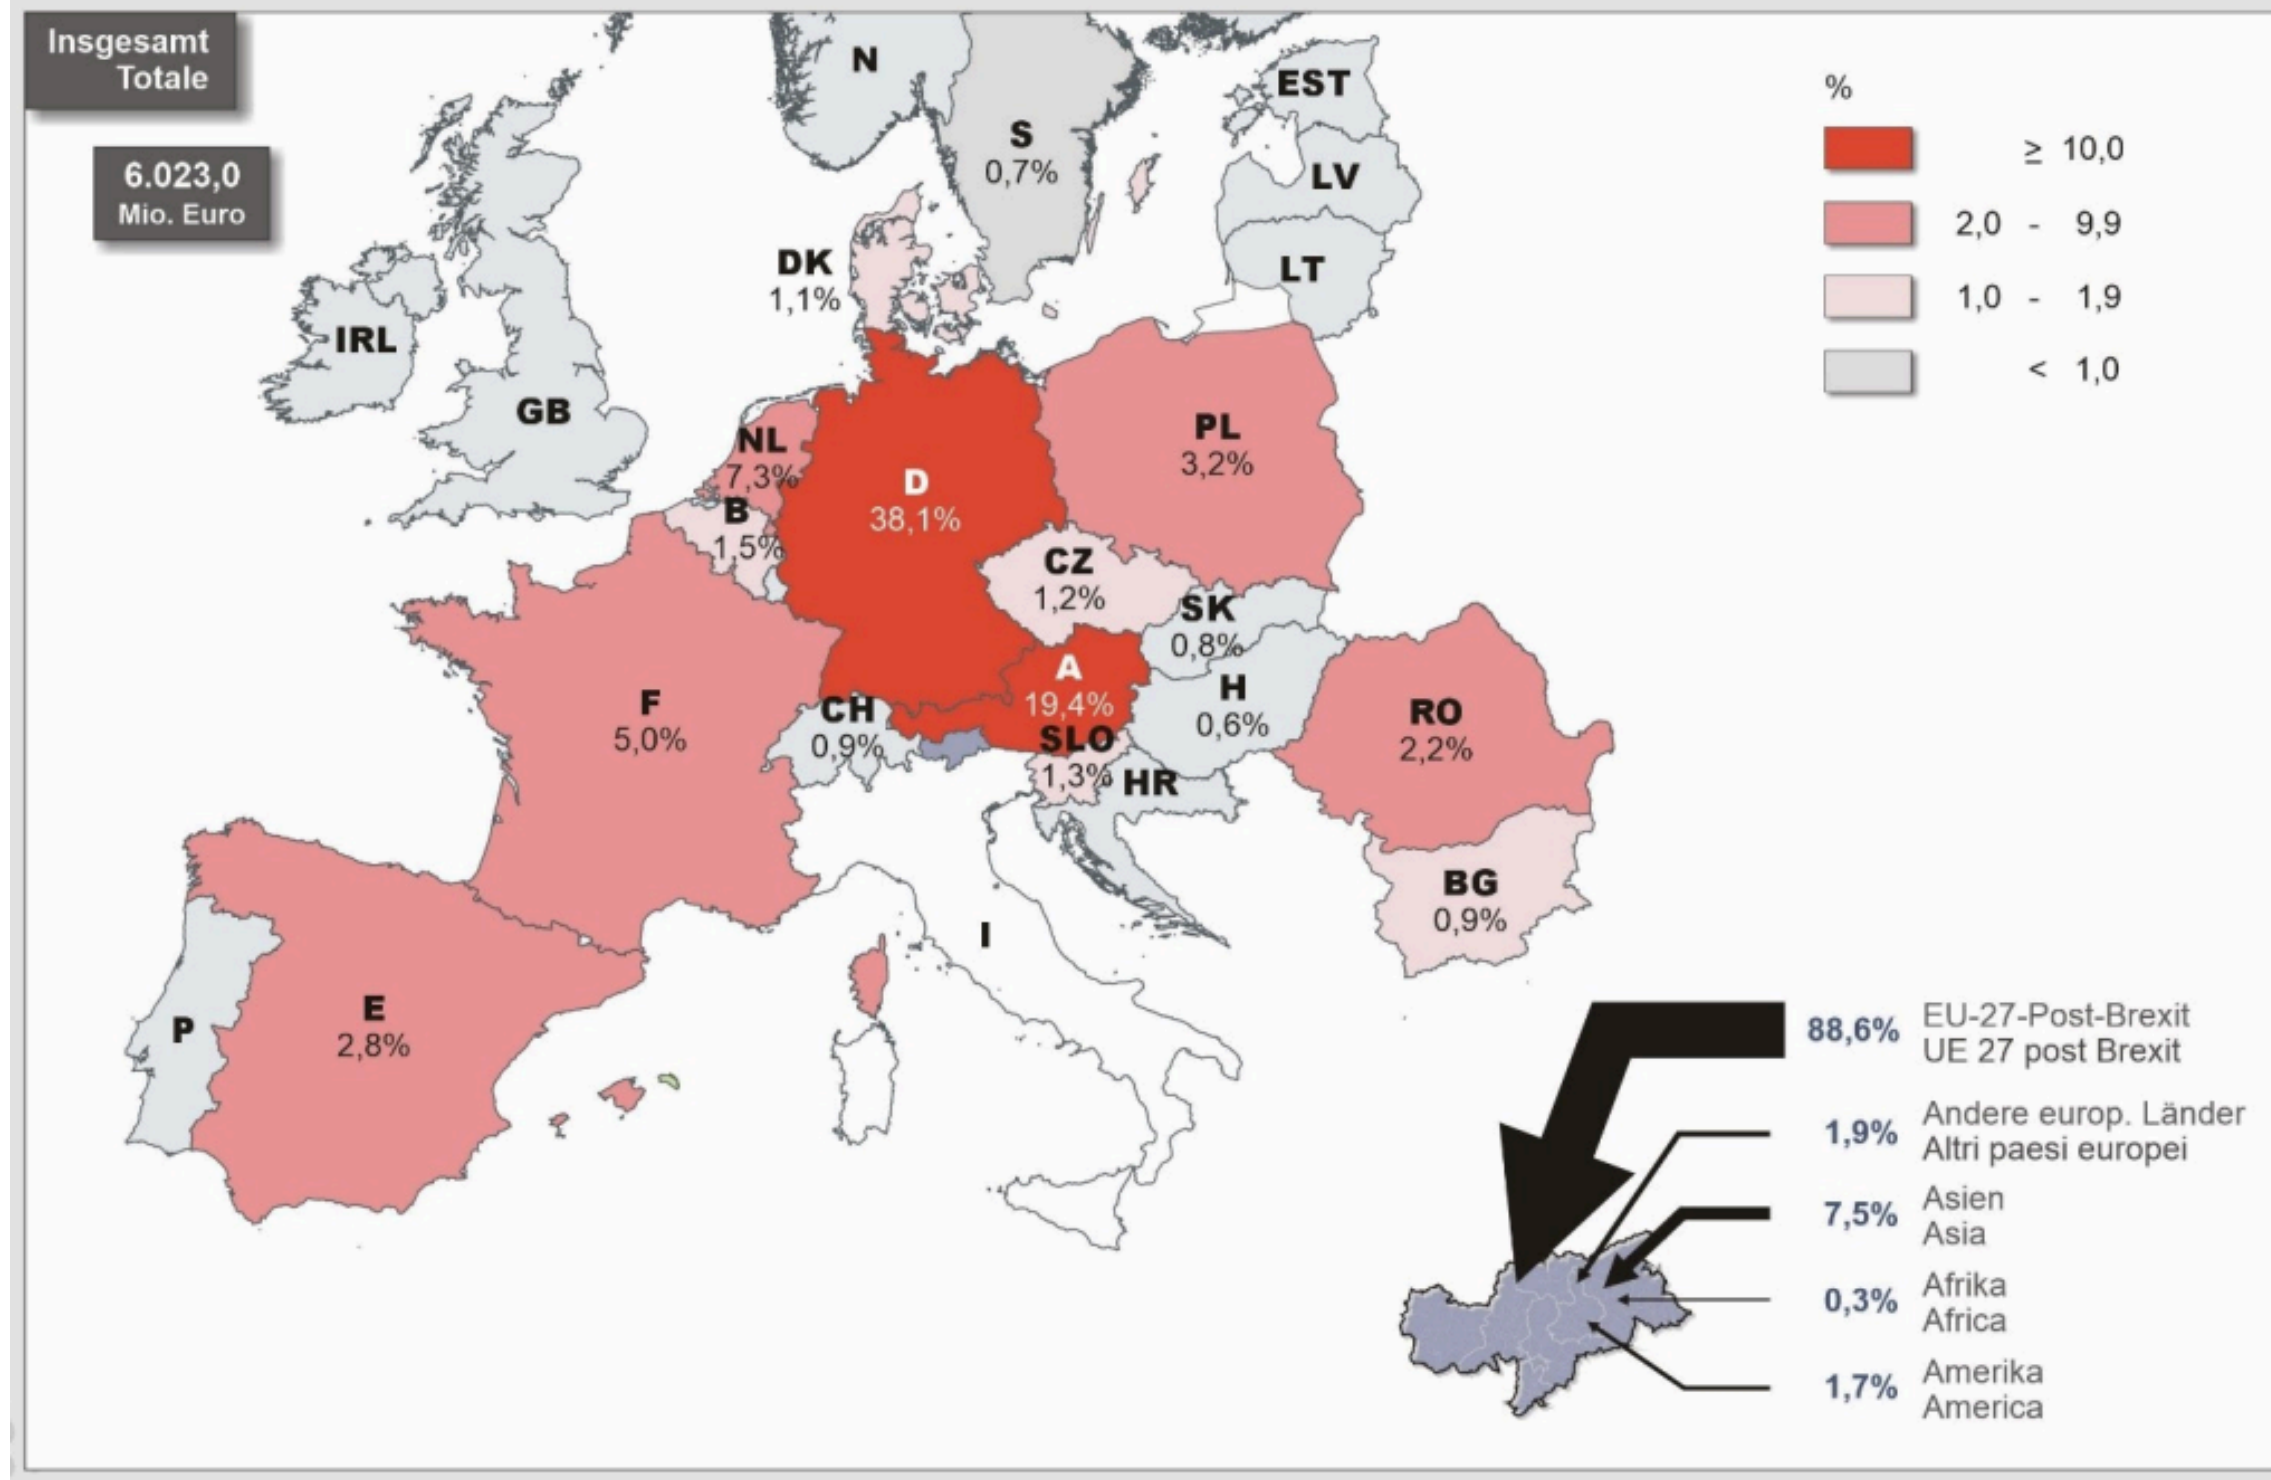 Insgesamt
Totale
6.023,0
Mio. Euro
N
S
0,7%
EST
LV
LT
DK
1,1%
IRL
GB
NL
7,3%
B
1,5%
D
38,1%
PL
3,2%
CZ
1,2%
SK
0,8%
A
19,4%
H
0,6%
F
5,0%
CH
0,9%
SLO
1,3%
HR
RO
2,2%
BG
0,9%
I
P
E
2,8%
%
≥ 10,0
2,0 - 9,9
1,0 - 1,9
< 1,0
88,6% EU-27-Post-Brexit
UE 27 post Brexit
1,9% Andere europ. Länder
Altri paesi europei
7,5% Asien
Asia
0,3% Afrika
Africa
1,7% Amerika
America